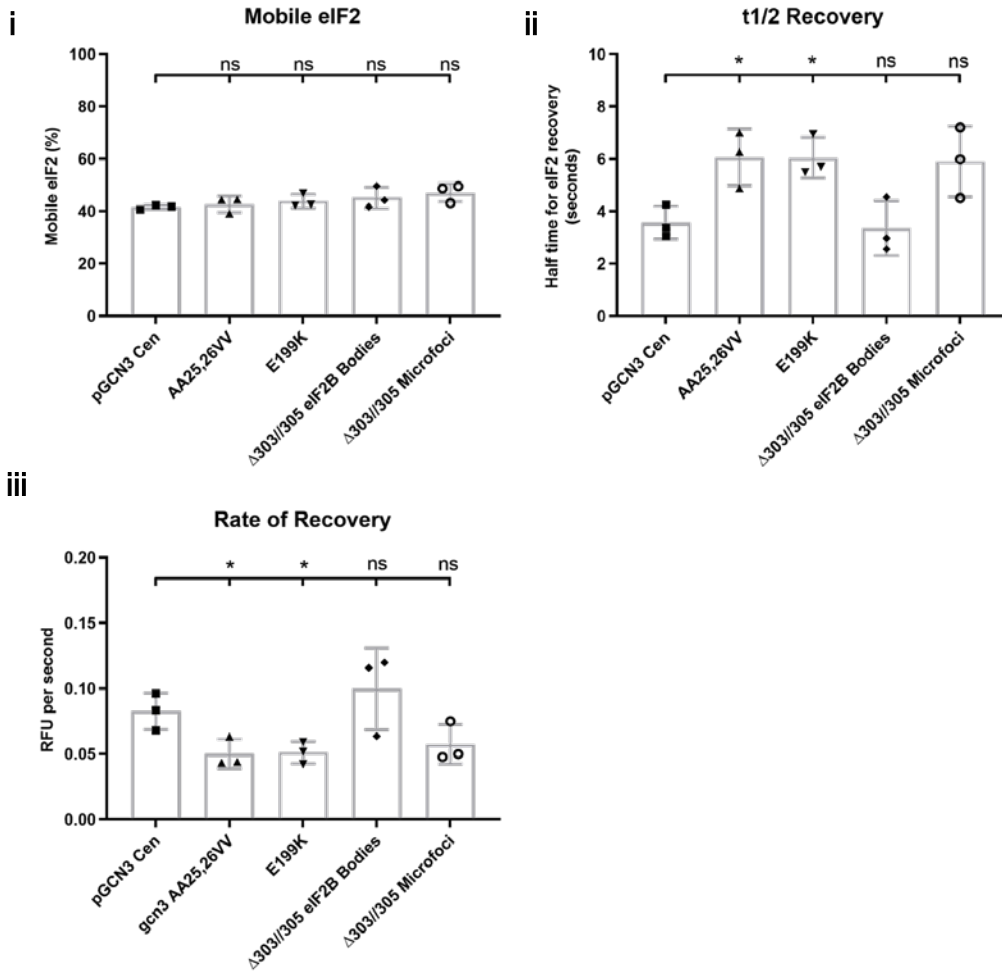 i
Mobile eIF2
Mobile eIF2 (%)
100
80
60
40
20
0
ns
ns
ns
ns
pGCN3 Cen
AA25,26VV
E199K
Δ303//305 eIF2B Bodies
Δ303//305 Microfoci
ii
t1/2 Recovery
Half time for eIF2 recovery
(seconds)
10
8
6
4
2
0
*
*
ns
ns
pGCN3 Cen
AA25,26VV
E199K
Δ303//305 eIF2B Bodies
Δ303//305 Microfoci
iii
Rate of Recovery
RFU per second
0.20
0.15
0.10
0.05
0.00
*
*
ns
ns
pGCN3 Cen
gcn3 AA25,26VV
E199K
Δ303//305 eIF2B Bodies
Δ303//305 Microfoci